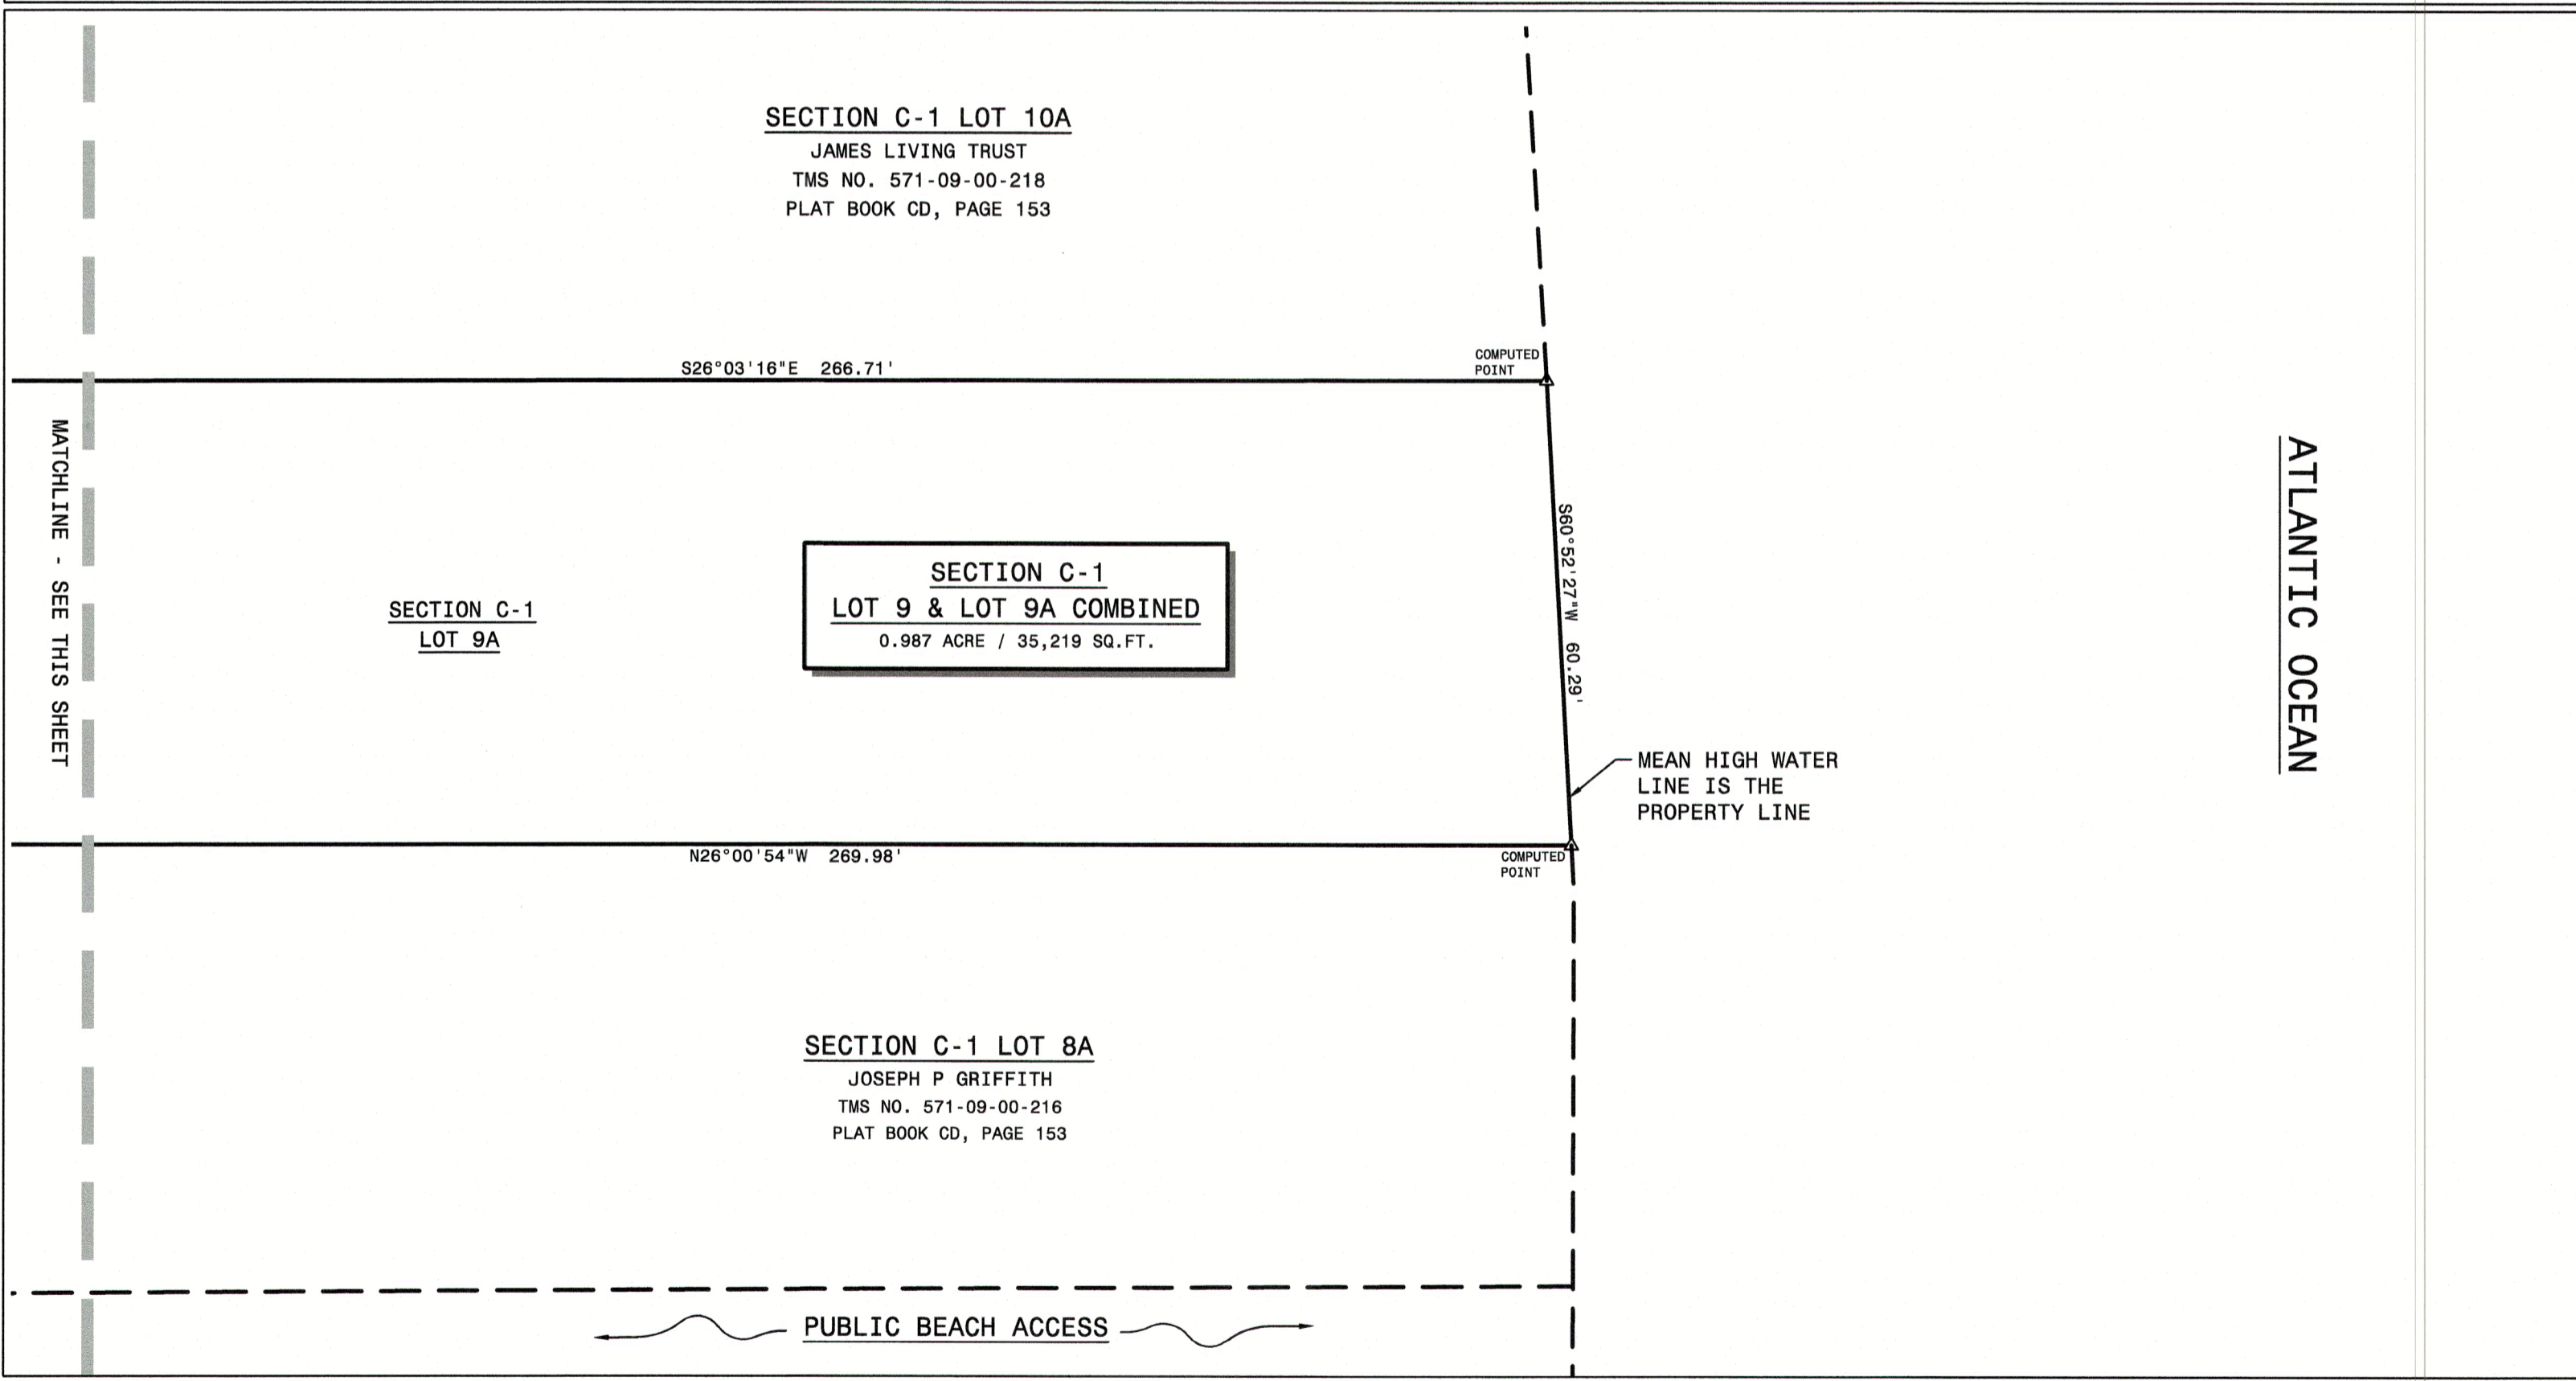 SECTION C-1 LOT 10A
JAMES LIVING TRUST
TMS NO. 571-09-00-218
PLAT BOOK CD, PAGE 153
S26°03'16"E 266.71'
COMPUTED
POINT
MATCHLINE - SEE THIS SHEET
SECTION C-1
LOT 9A
SECTION C-1
LOT 9 & LOT 9A COMBINED
0.987 ACRE / 35,219 SQ.FT.
S60°52'27"W 60.29'
ATLANTIC OCEAN
MEAN HIGH WATER
LINE IS THE
PROPERTY LINE
N26°00'54"W 269.98'
COMPUTED
POINT
SECTION C-1 LOT 8A
JOSEPH P GRIFFITH
TMS NO. 571-09-00-216
PLAT BOOK CD, PAGE 153
PUBLIC BEACH ACCESS